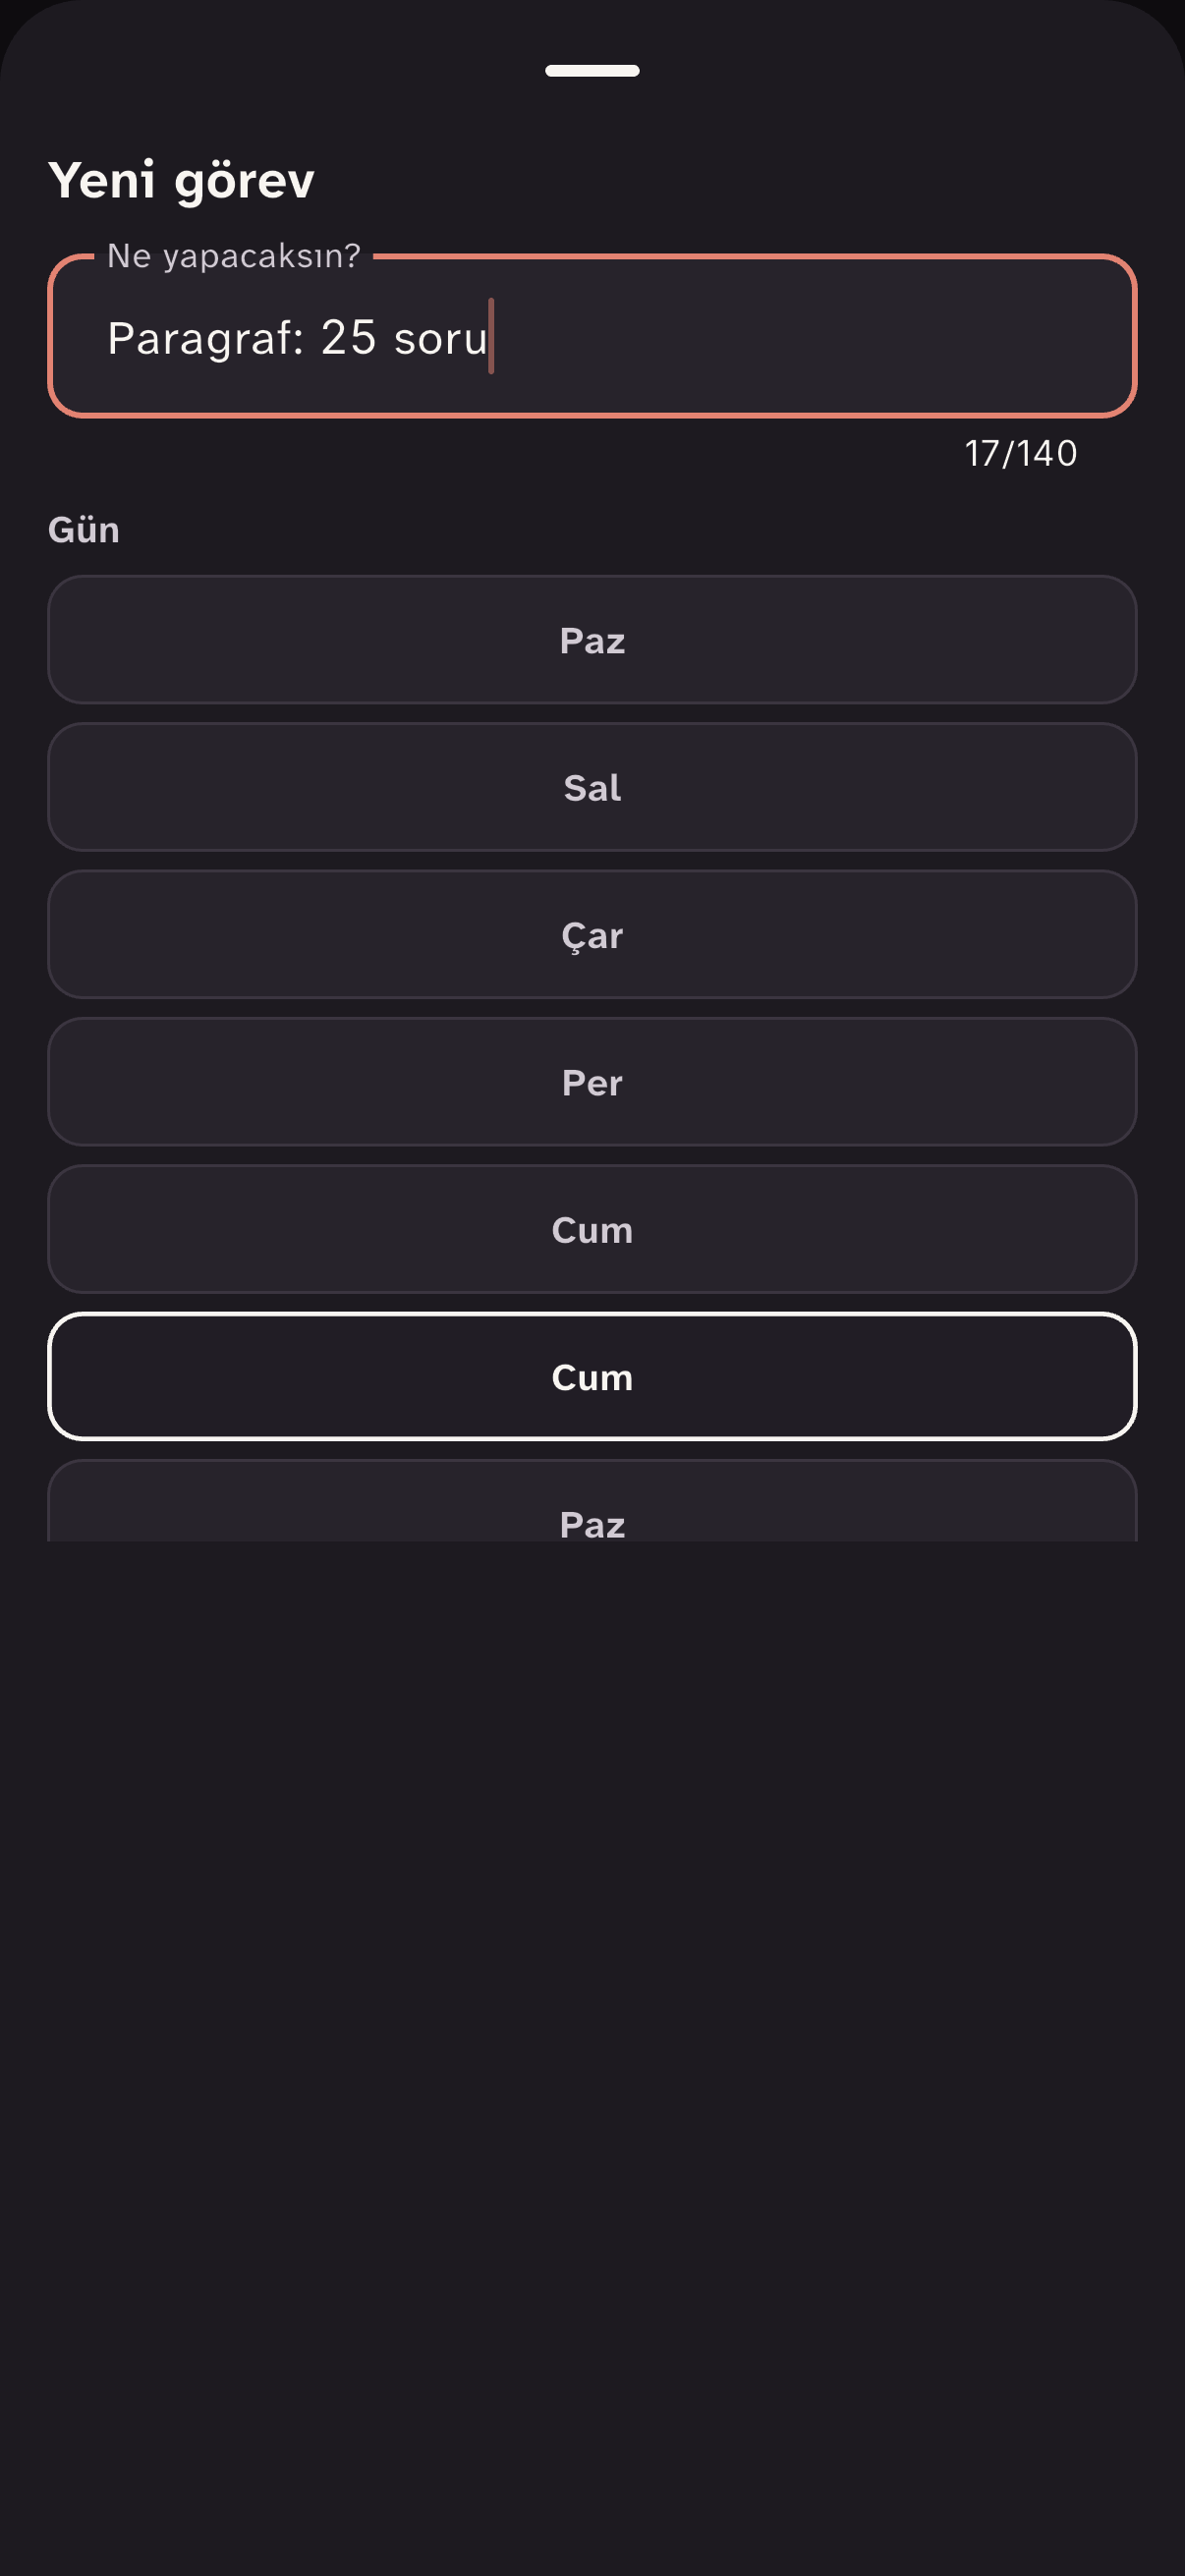 Yeni görev
Ne yapacaksın?
Paragraf: 25 soru
17/140
Gün
Paz
Sal
Çar
Per
Cum
Cum
Paz